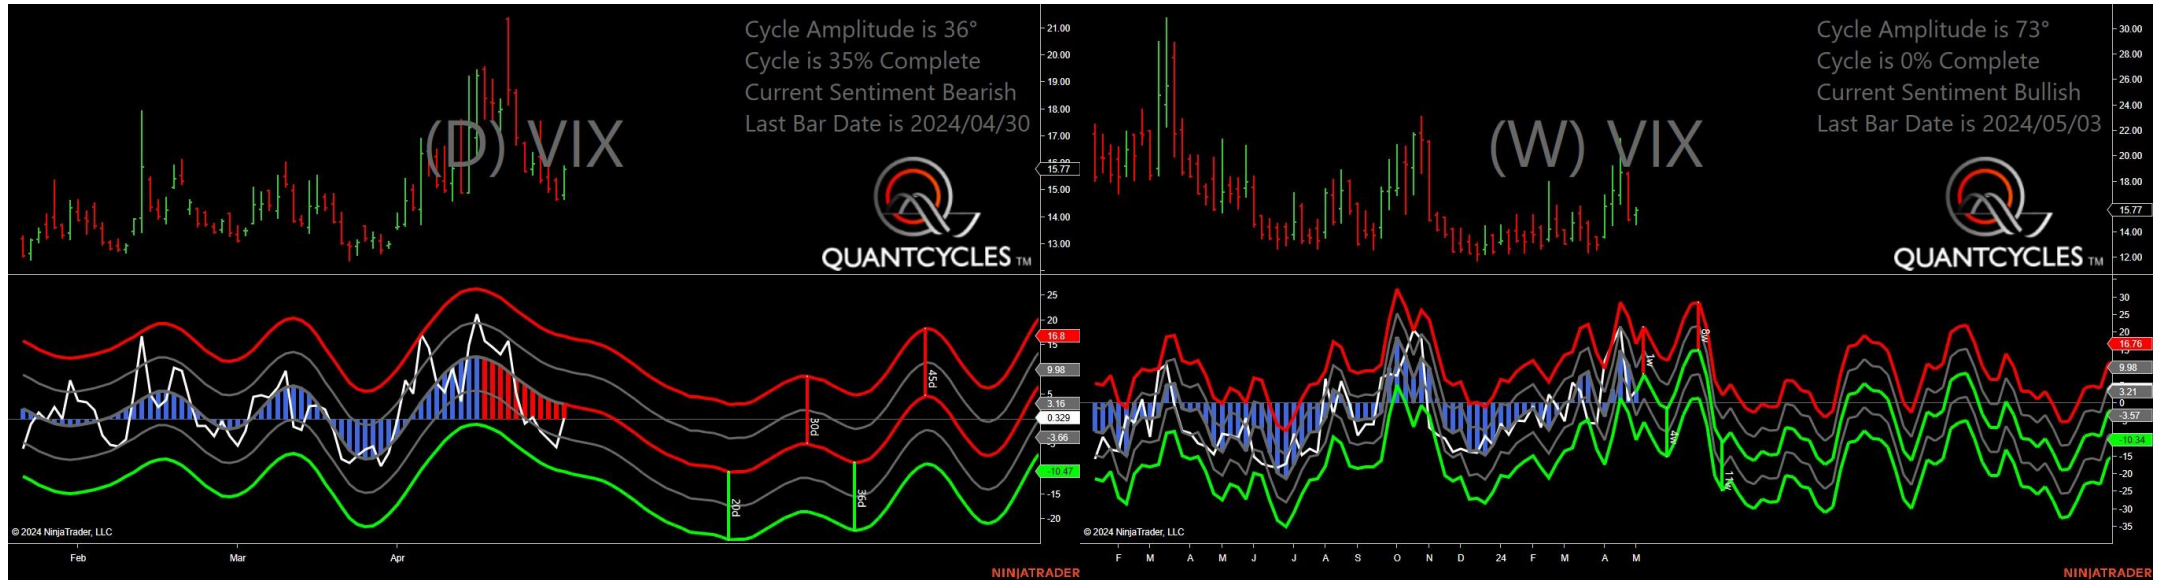 Cycle Amplitude is 36°
Cycle is 35% Complete
Current Sentiment Bearish
Last Bar Date is 2024/04/30
(D) VIX
QUANTCYCLES TM
21.00
20.00
19.00
18.00
17.00
15.77
15.00
14.00
13.00
25
20
16.8
15
9.98
3.16
0.329
-3.66
-10.47
-15
-20
20d
30d
36d
45d
© 2024 NinjaTrader, LLC
Feb Mar Apr
NINJATRADER
Cycle Amplitude is 73°
Cycle is 0% Complete
Current Sentiment Bullish
Last Bar Date is 2024/05/03
(W) VIX
QUANTCYCLES TM
30.00
28.00
26.00
24.00
22.00
20.00
18.00
15.77
14.00
12.00
30
25
20
16.76
9.98
3.21
0
-3.57
-10.34
-15
-20
-25
-30
-35
1w
4w
8w
11w
© 2024 NinjaTrader, LLC
F M A M J J A S O N D 24 F M A M
NINJATRADER